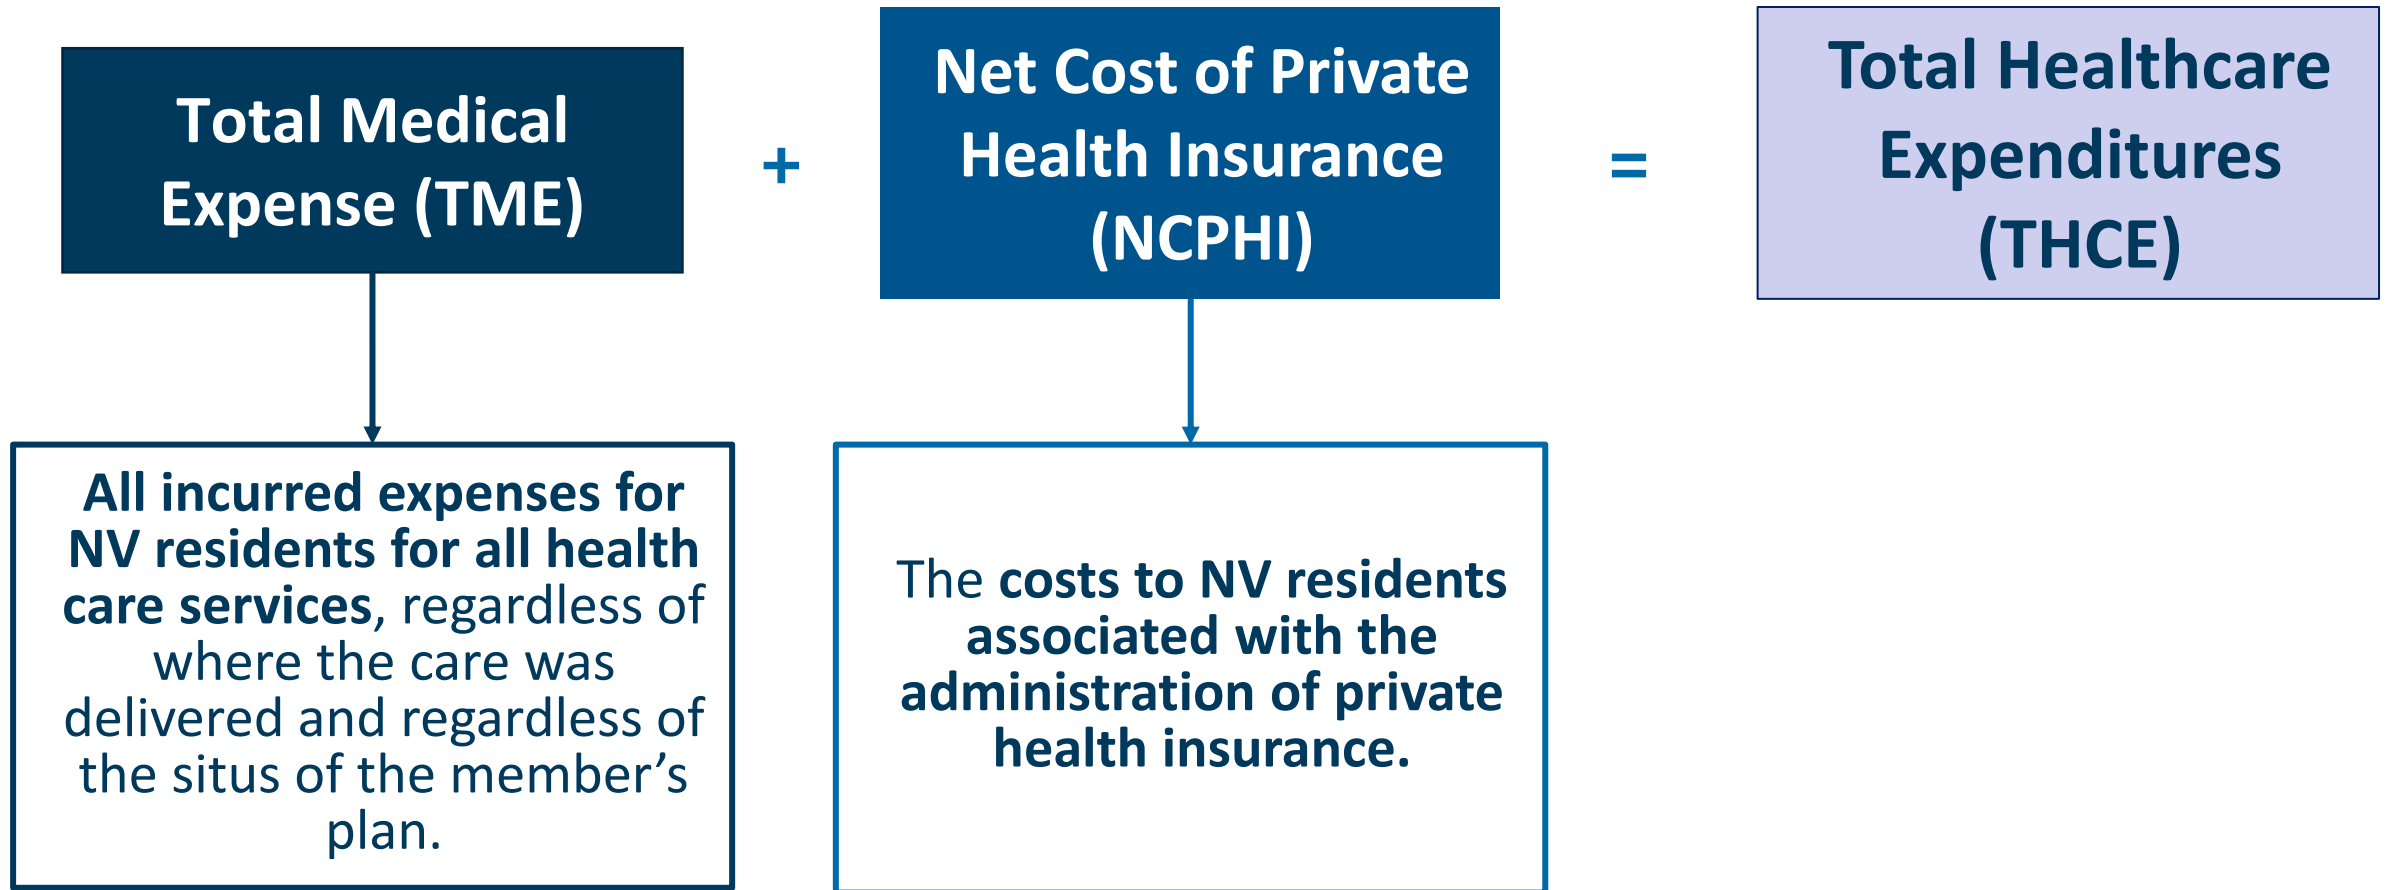 Total Medical
Expense (TME)
+
Net Cost of Private
Health Insurance
(NCPHI)
=
Total Healthcare
Expenditures
(THCE)
All incurred expenses for
NV residents for all health
care services, regardless of
where the care was
delivered and regardless of
the situs of the member’s
plan.
The costs to NV residents
associated with the
administration of private
health insurance.